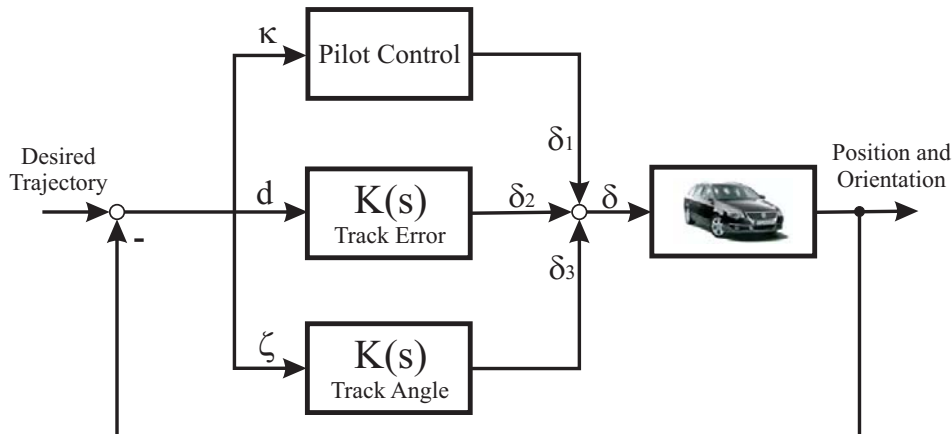 κ
Pilot Control
δ1
Desired
Trajectory
d
K(s)
Track Error
δ2
δ
Position and
Orientation
-
δ3
ζ
K(s)
Track Angle